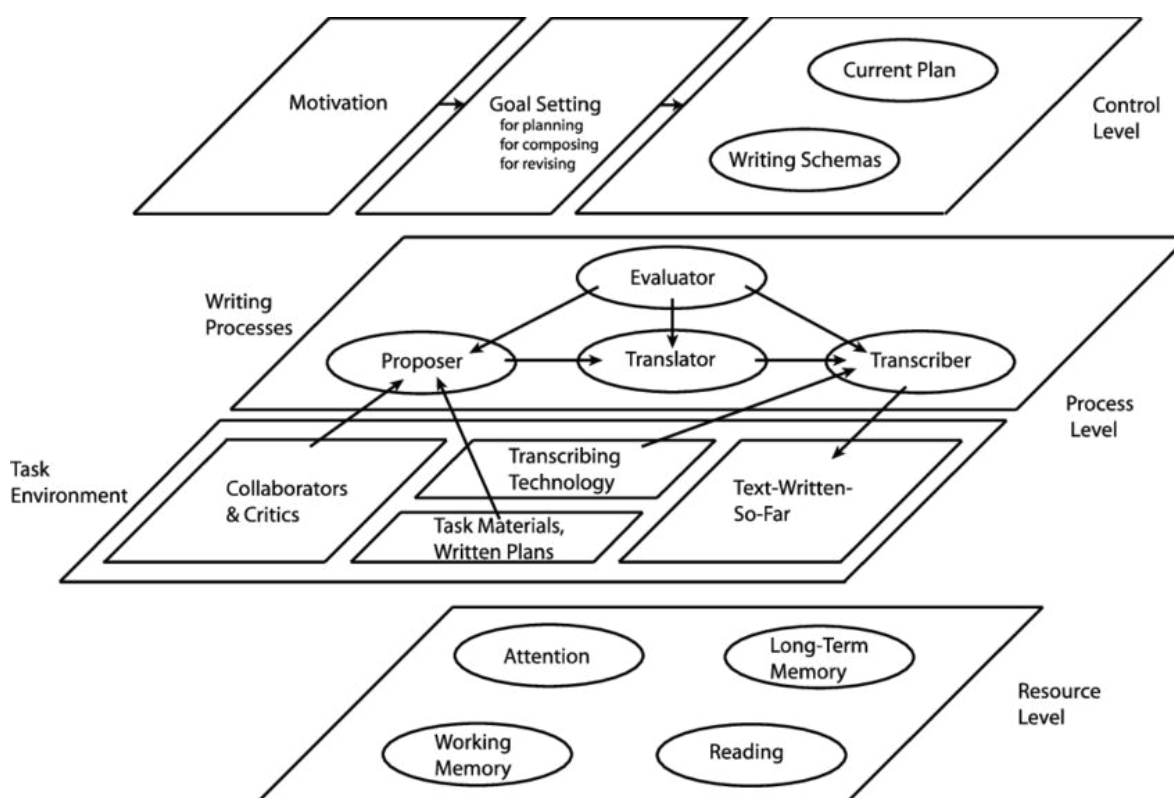 Motivation
Goal Setting
for planning
for composing
for revising
Current Plan
Writing Schemas
Control
Level
Writing
Processes
Evaluator
Proposer
Translator
Transcriber
Process
Level
Task
Environment
Collaborators
& Critics
Transcribing
Technology
Task Materials,
Written Plans
Text-Written-
So-Far
Attention
Long-Term
Memory
Working
Memory
Reading
Resource
Level